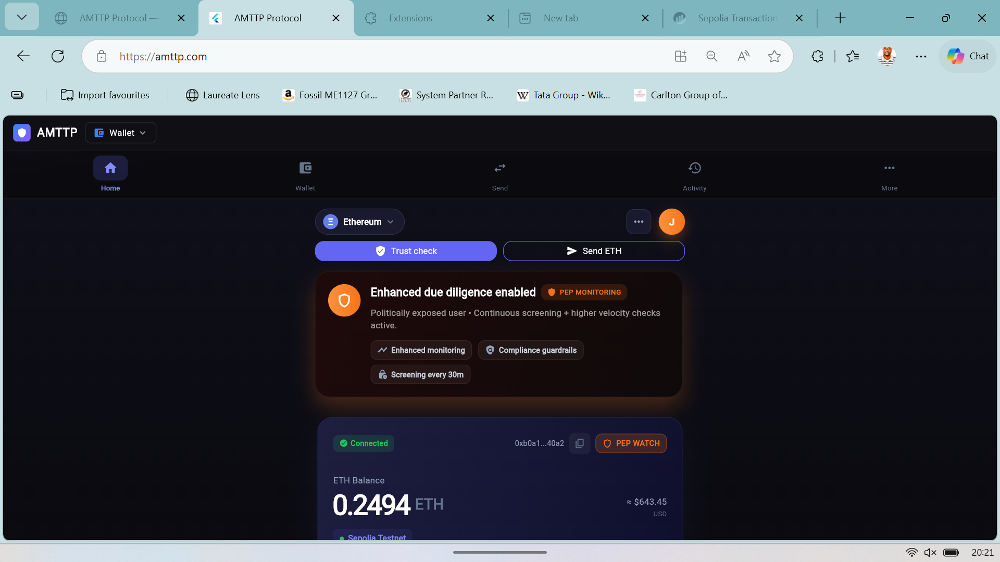 AMTTP Protocol —
AMTTP Protocol
Extensions
New tab
Sepolia Transaction
https://amttp.com
Chat
Import favourites
Laureate Lens
Fossil ME1127 Gr...
System Partner R...
Tata Group - Wik...
Carlton Group of...
AMTTP
Wallet
Home
Wallet
Send
Activity
More
Ethereum
J
Trust check
Send ETH
Enhanced due diligence enabled
PEP MONITORING
Politically exposed user • Continuous screening + higher velocity checks
active.
Enhanced monitoring
Compliance guardrails
Screening every 30m
Connected
0xb0a1...40a2
PEP WATCH
ETH Balance
0.2494 ETH
≈ $643.45
USD
Sepolia Testnet
20:21